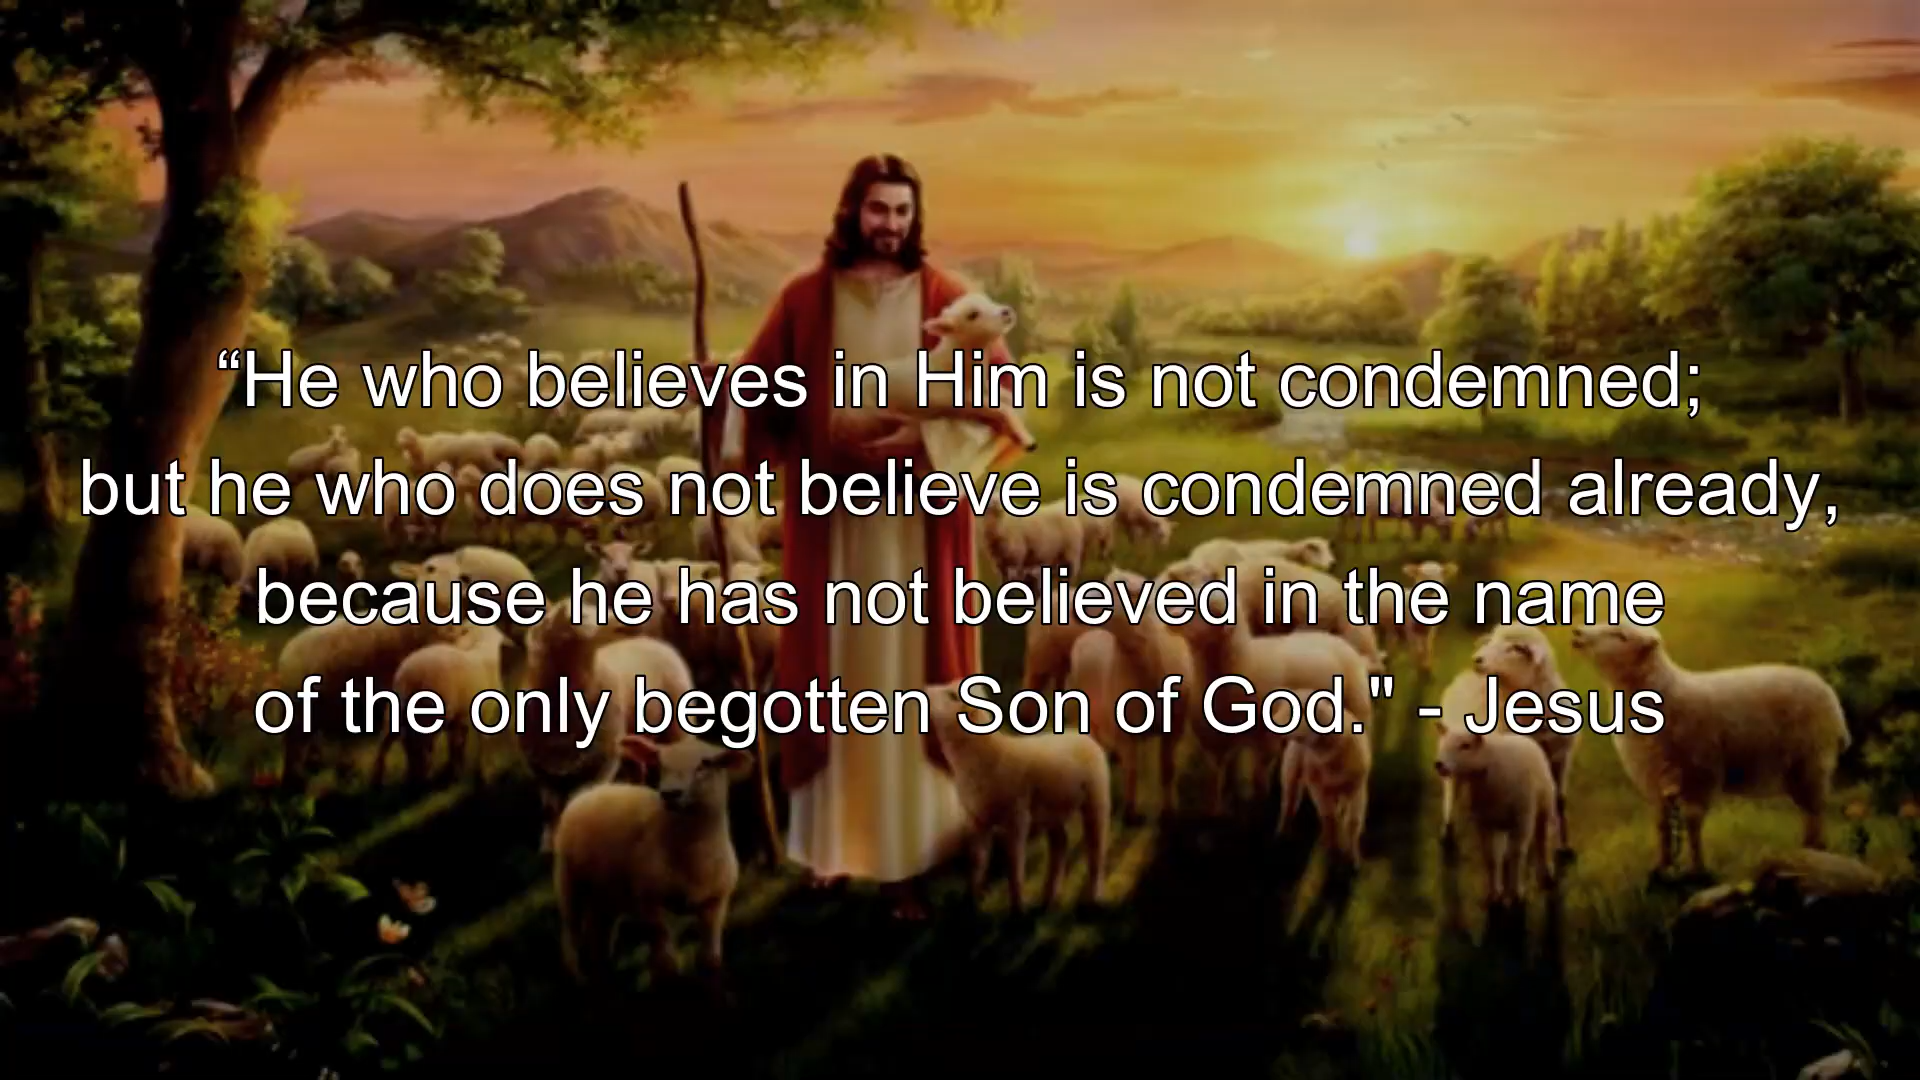 “He who believes in Him is not condemned;
but he who does not believe is condemned already,
because he has not believed in the name
of the only begotten Son of God." - Jesus